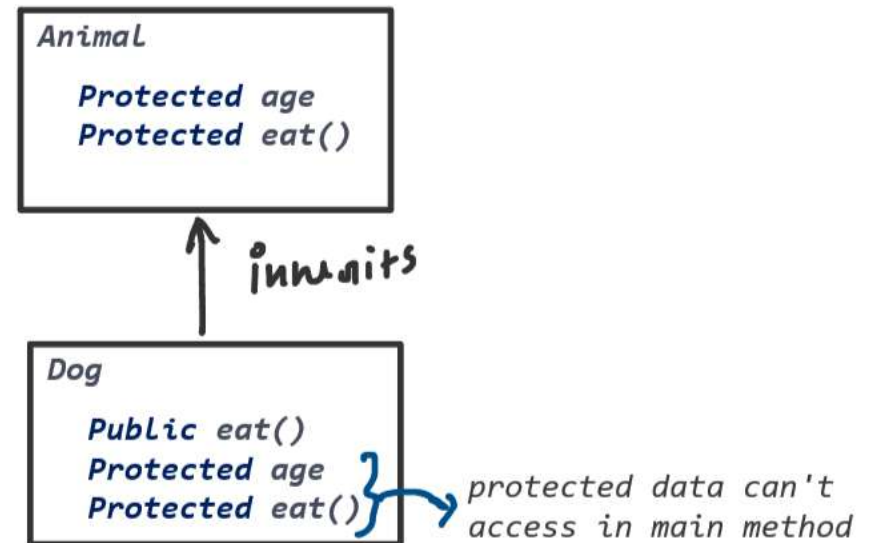 Animal
Protected age
Protected eat()
inherits
Dog
Public eat()
Protected age
Protected eat()
protected data can't
access in main method